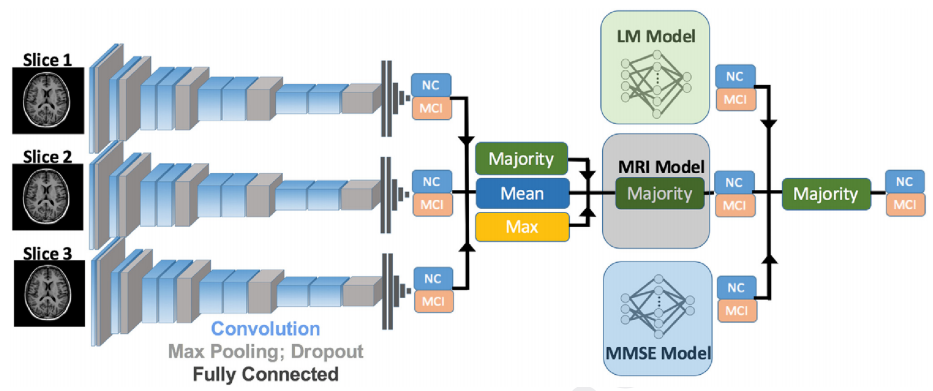 Slice 1
NC
MCI
Slice 2
NC
MCI
Slice 3
NC
MCI
Convolution
Max Pooling; Dropout
Fully Connected
Majority
Mean
Max
LM Model
NC
MCI
MRI Model
Majority
NC
MCI
MMSE Model
NC
MCI
Majority
NC
MCI